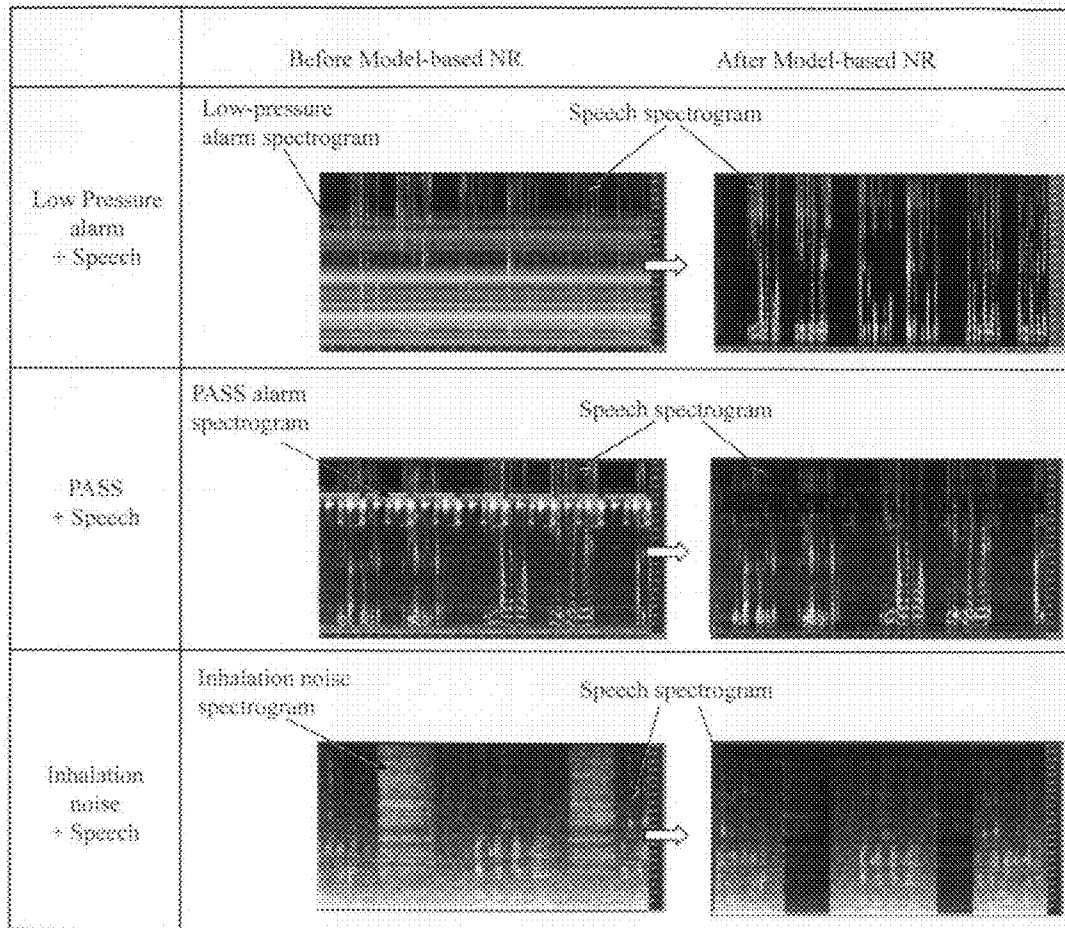 Before Model-based NR
After Model-based NR
Low Pressure
alarm
+ Speech
Low-pressure
alarm spectrogram
Speech spectrogram
PASS
+ Speech
PASS alarm
spectrogram
Speech spectrogram
Inhalation
noise
+ Speech
Inhalation noise
spectrogram
Speech spectrogram